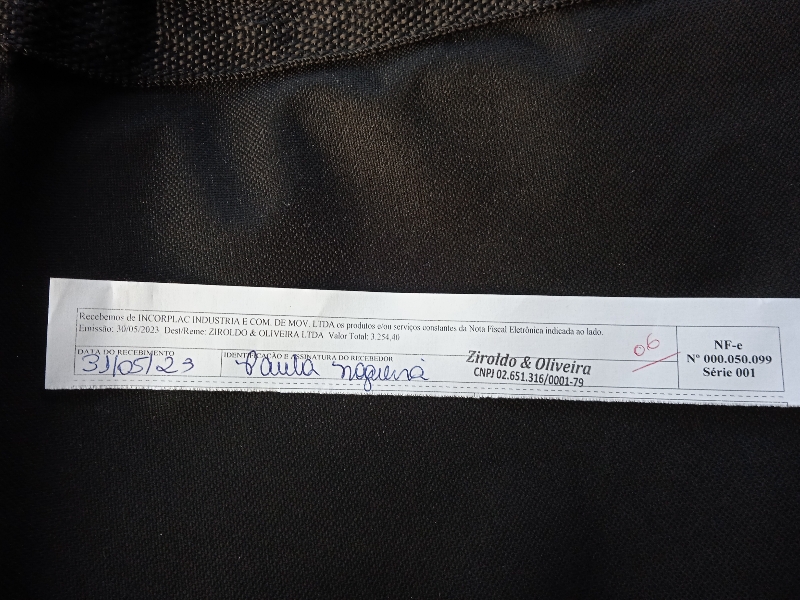 Recebemos de INCORPLAC INDUSTRIA E COM. DE MOV. LTDA os produtos e/ou serviços constantes da Nota Fiscal Eletrônica indicada ao lado.
Emissão: 30/05/2023 Dest/Reme: ZIROLDO & OLIVEIRA LTDA Valor Total: 3.254,40
DATA DO RECEBIMENTO
31/05/23
IDENTIFICAÇÃO E ASSINATURA DO RECEBEDOR
Paula Nogueira
Ziroldo & Oliveira
CNPJ 02.651.316/0001-79
06
NF-e
Nº 000.050.099
Série 001